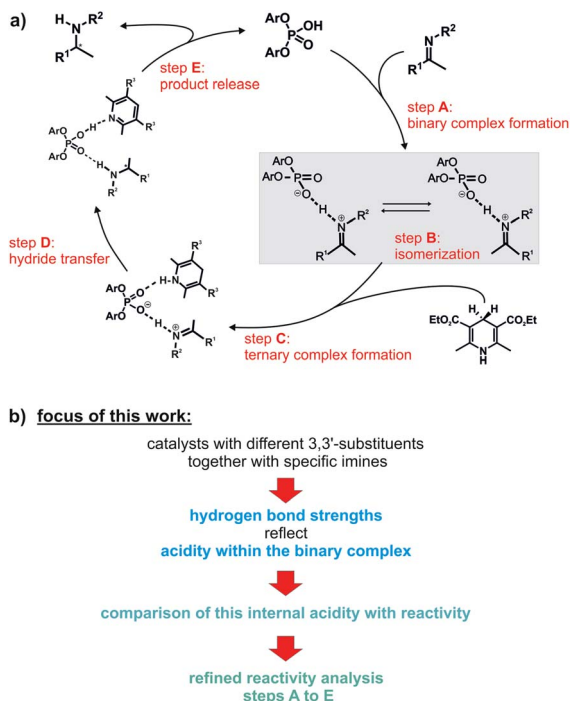 a)
H
N
R²
R¹
*
ArO
ArO
P
OH
O
N
R²
R¹
step E:
product release
step A:
binary complex formation
R³
N
R³
H
O
ArO
ArO
P
O
H
N
R¹
R²
ArO
ArO
P
O
O
⊖
H
⊕
N
R²
R¹
ArO
ArO
P
O
O
⊖
H
⊕
N
R²
R¹
step B:
isomerization
step D:
hydride transfer
R³
H-N
R³
O
ArO
ArO
P
O
⊖
H
⊕
N
R¹
R²
step C:
ternary complex formation
H
H
EtO₂C
CO₂Et
N
H
b) focus of this work:
catalysts with different 3,3'-substituents
together with specific imines
hydrogen bond strengths
reflect
acidity within the binary complex
comparison of this internal acidity with reactivity
refined reactivity analysis
steps A to E